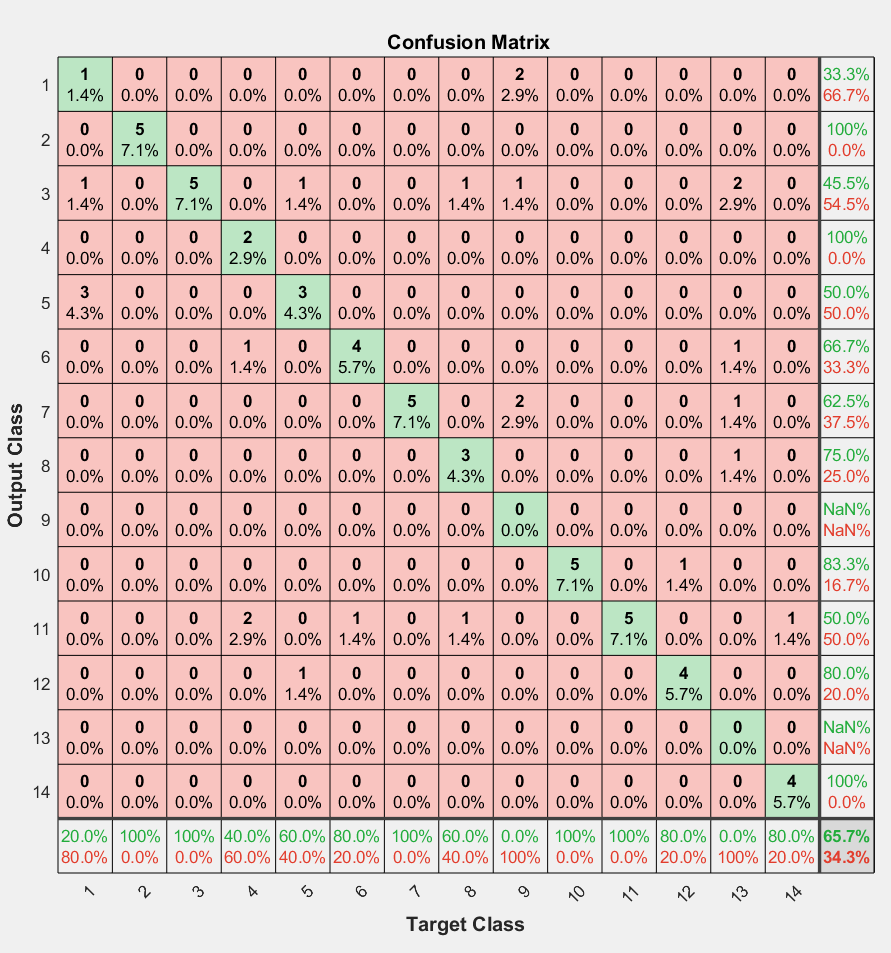 Confusion Matrix
1 0 0 0 0 0 0 0 2 0 0 0 0 0 33.3%
1 1.4% 0.0% 0.0% 0.0% 0.0% 0.0% 0.0% 0.0% 2.9% 0.0% 0.0% 0.0% 0.0% 0.0% 66.7%
0 5 0 0 0 0 0 0 0 0 0 0 0 0 100%
2 0.0% 7.1% 0.0% 0.0% 0.0% 0.0% 0.0% 0.0% 0.0% 0.0% 0.0% 0.0% 0.0% 0.0% 0.0%
1 0 5 0 1 0 0 1 1 0 0 0 2 0 45.5%
3 1.4% 0.0% 7.1% 0.0% 1.4% 0.0% 0.0% 1.4% 1.4% 0.0% 0.0% 0.0% 2.9% 0.0% 54.5%
0 0 0 2 0 0 0 0 0 0 0 0 0 0 100%
4 0.0% 0.0% 0.0% 2.9% 0.0% 0.0% 0.0% 0.0% 0.0% 0.0% 0.0% 0.0% 0.0% 0.0% 0.0%
3 0 0 0 3 0 0 0 0 0 0 0 0 0 50.0%
5 4.3% 0.0% 0.0% 0.0% 4.3% 0.0% 0.0% 0.0% 0.0% 0.0% 0.0% 0.0% 0.0% 0.0% 50.0%
0 0 0 1 0 4 0 0 0 0 0 0 1 0 66.7%
6 0.0% 0.0% 0.0% 1.4% 0.0% 5.7% 0.0% 0.0% 0.0% 0.0% 0.0% 0.0% 1.4% 0.0% 33.3%
0 0 0 0 0 0 5 0 2 0 0 0 1 0 62.5%
7 0.0% 0.0% 0.0% 0.0% 0.0% 0.0% 7.1% 0.0% 2.9% 0.0% 0.0% 0.0% 1.4% 0.0% 37.5%
0 0 0 0 0 0 0 3 0 0 0 0 1 0 75.0%
8 0.0% 0.0% 0.0% 0.0% 0.0% 0.0% 0.0% 4.3% 0.0% 0.0% 0.0% 0.0% 1.4% 0.0% 25.0%
0 0 0 0 0 0 0 0 0 0 0 0 0 0 NaN%
9 0.0% 0.0% 0.0% 0.0% 0.0% 0.0% 0.0% 0.0% 0.0% 0.0% 0.0% 0.0% 0.0% 0.0% NaN%
0 0 0 0 0 0 0 0 0 5 0 1 0 0 83.3%
10 0.0% 0.0% 0.0% 0.0% 0.0% 0.0% 0.0% 0.0% 0.0% 7.1% 0.0% 1.4% 0.0% 0.0% 16.7%
0 0 0 2 0 1 0 1 0 0 5 0 0 1 50.0%
11 0.0% 0.0% 0.0% 2.9% 0.0% 1.4% 0.0% 1.4% 0.0% 0.0% 7.1% 0.0% 0.0% 1.4% 50.0%
0 0 0 0 1 0 0 0 0 0 0 4 0 0 80.0%
12 0.0% 0.0% 0.0% 0.0% 1.4% 0.0% 0.0% 0.0% 0.0% 0.0% 0.0% 5.7% 0.0% 0.0% 20.0%
0 0 0 0 0 0 0 0 0 0 0 0 0 0 NaN%
13 0.0% 0.0% 0.0% 0.0% 0.0% 0.0% 0.0% 0.0% 0.0% 0.0% 0.0% 0.0% 0.0% 0.0% NaN%
0 0 0 0 0 0 0 0 0 0 0 0 0 4 100%
14 0.0% 0.0% 0.0% 0.0% 0.0% 0.0% 0.0% 0.0% 0.0% 0.0% 0.0% 0.0% 0.0% 5.7% 0.0%
20.0% 100% 100% 40.0% 60.0% 80.0% 100% 60.0% 0.0% 100% 100% 80.0% 0.0% 80.0% 65.7%
80.0% 0.0% 0.0% 60.0% 40.0% 20.0% 0.0% 40.0% 100% 0.0% 0.0% 20.0% 100% 20.0% 34.3%
1 2 3 4 5 6 7 8 9 10 11 12 13 14
Target Class
Output Class